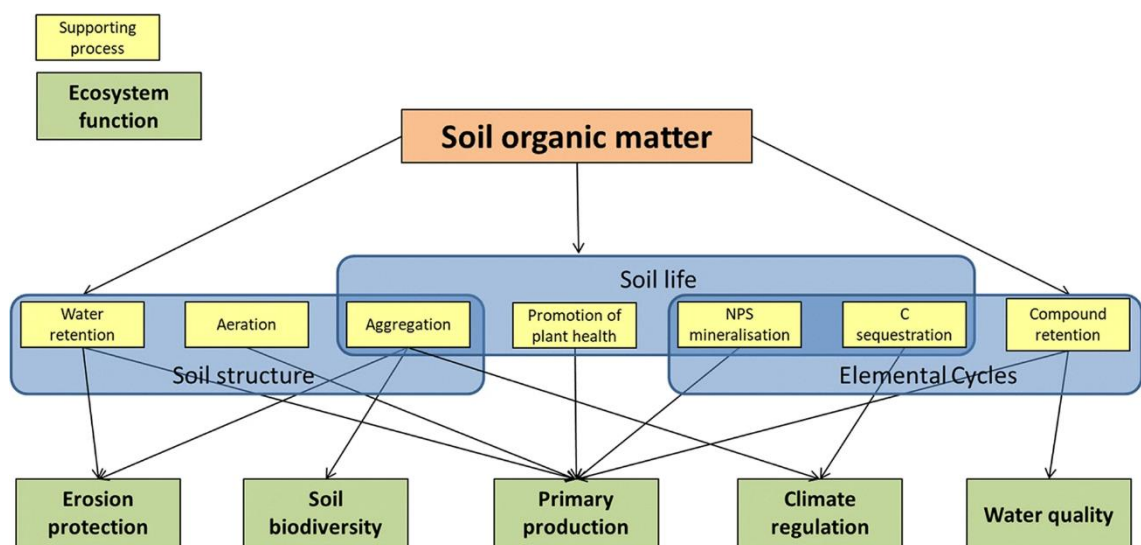 Supporting
process
Ecosystem
function
Soil organic matter
Soil life
Water
retention
Aeration
Aggregation
Promotion of
plant health
NPS
mineralisation
C
sequestration
Compound
retention
Soil structure
Elemental Cycles
Erosion
protection
Soil
biodiversity
Primary
production
Climate
regulation
Water quality